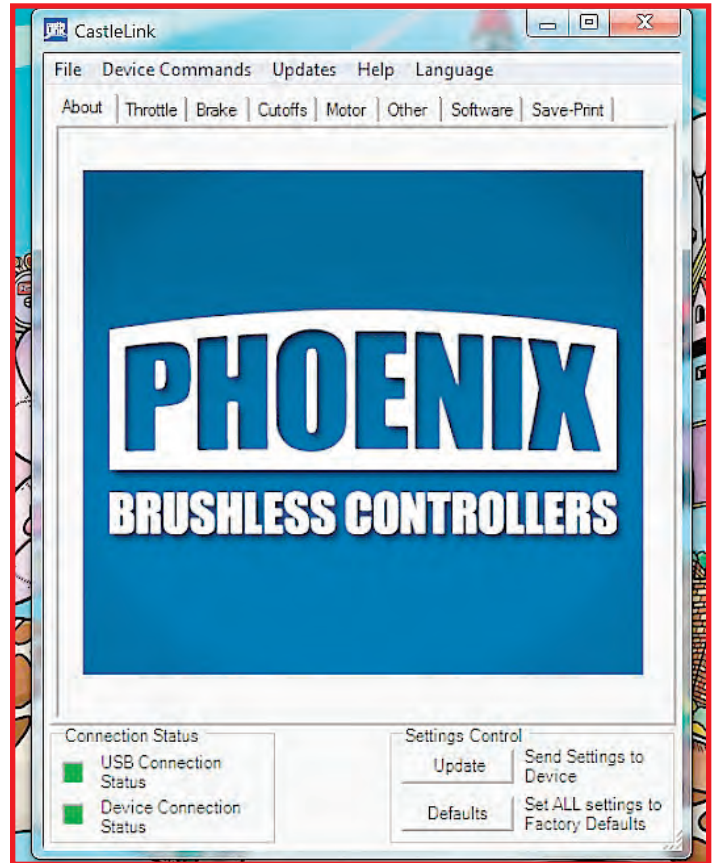 CastleLink
File Device Commands Updates Help Language
About Throttle Brake Cutoffs Motor Other Software Save-Print
PHOENIX
BRUSHLESS CONTROLLERS
Connection Status
USB Connection
Status
Device Connection
Status
Settings Control
Update
Send Settings to
Device
Defaults
Set ALL settings to
Factory Defaults